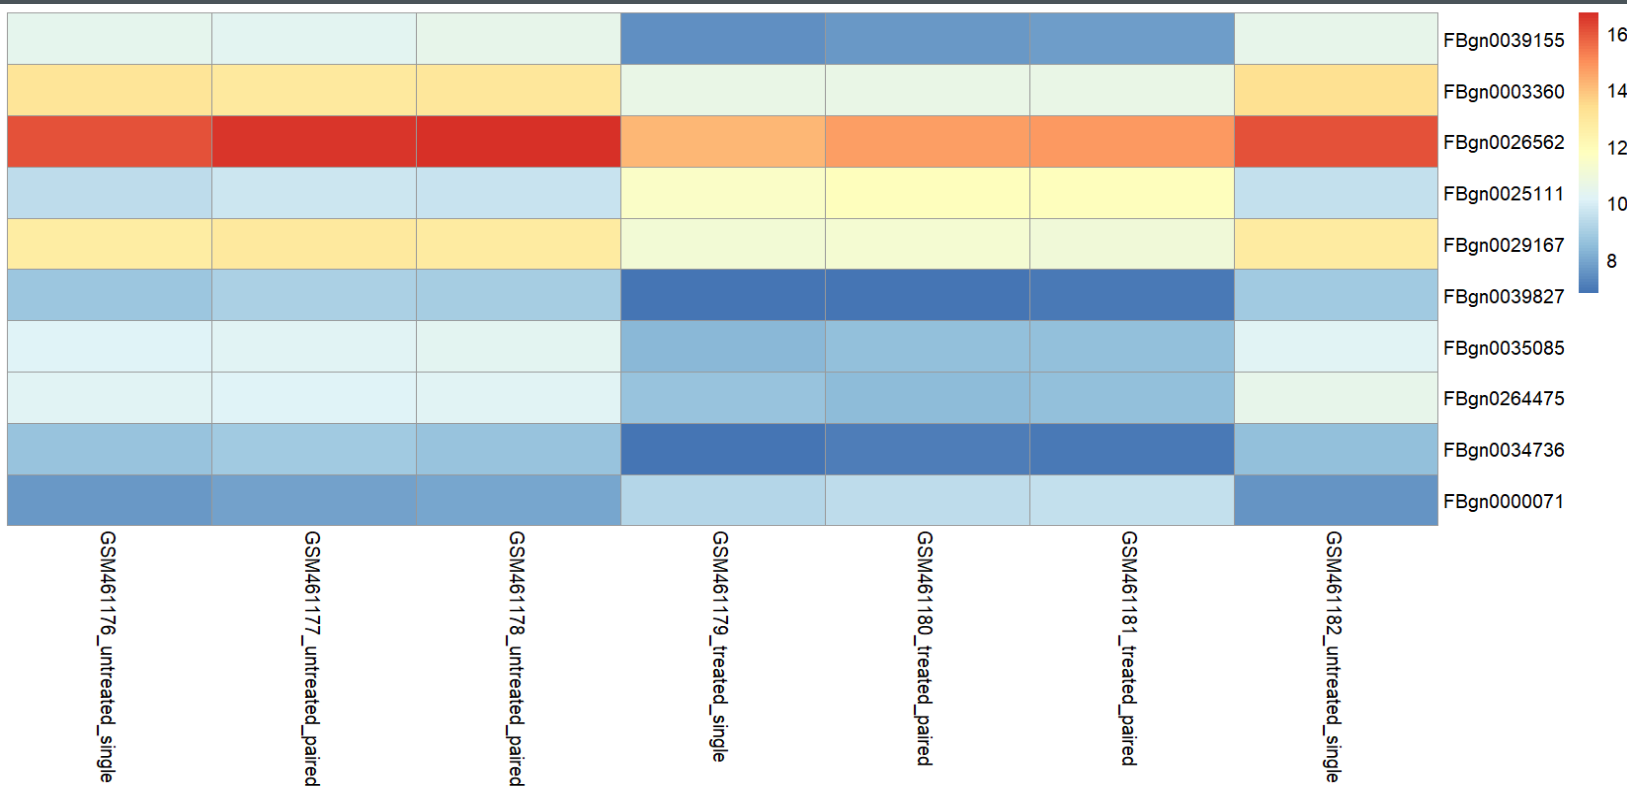 FBgn0039155
FBgn0003360
FBgn0026562
FBgn0025111
FBgn0029167
FBgn0039827
FBgn0035085
FBgn0264475
FBgn0034736
FBgn0000071
16
14
12
10
8
GSM461176_untreated_single
GSM461177_untreated_paired
GSM461178_untreated_paired
GSM461179_treated_single
GSM461180_treated_paired
GSM461181_treated_paired
GSM461182_untreated_single